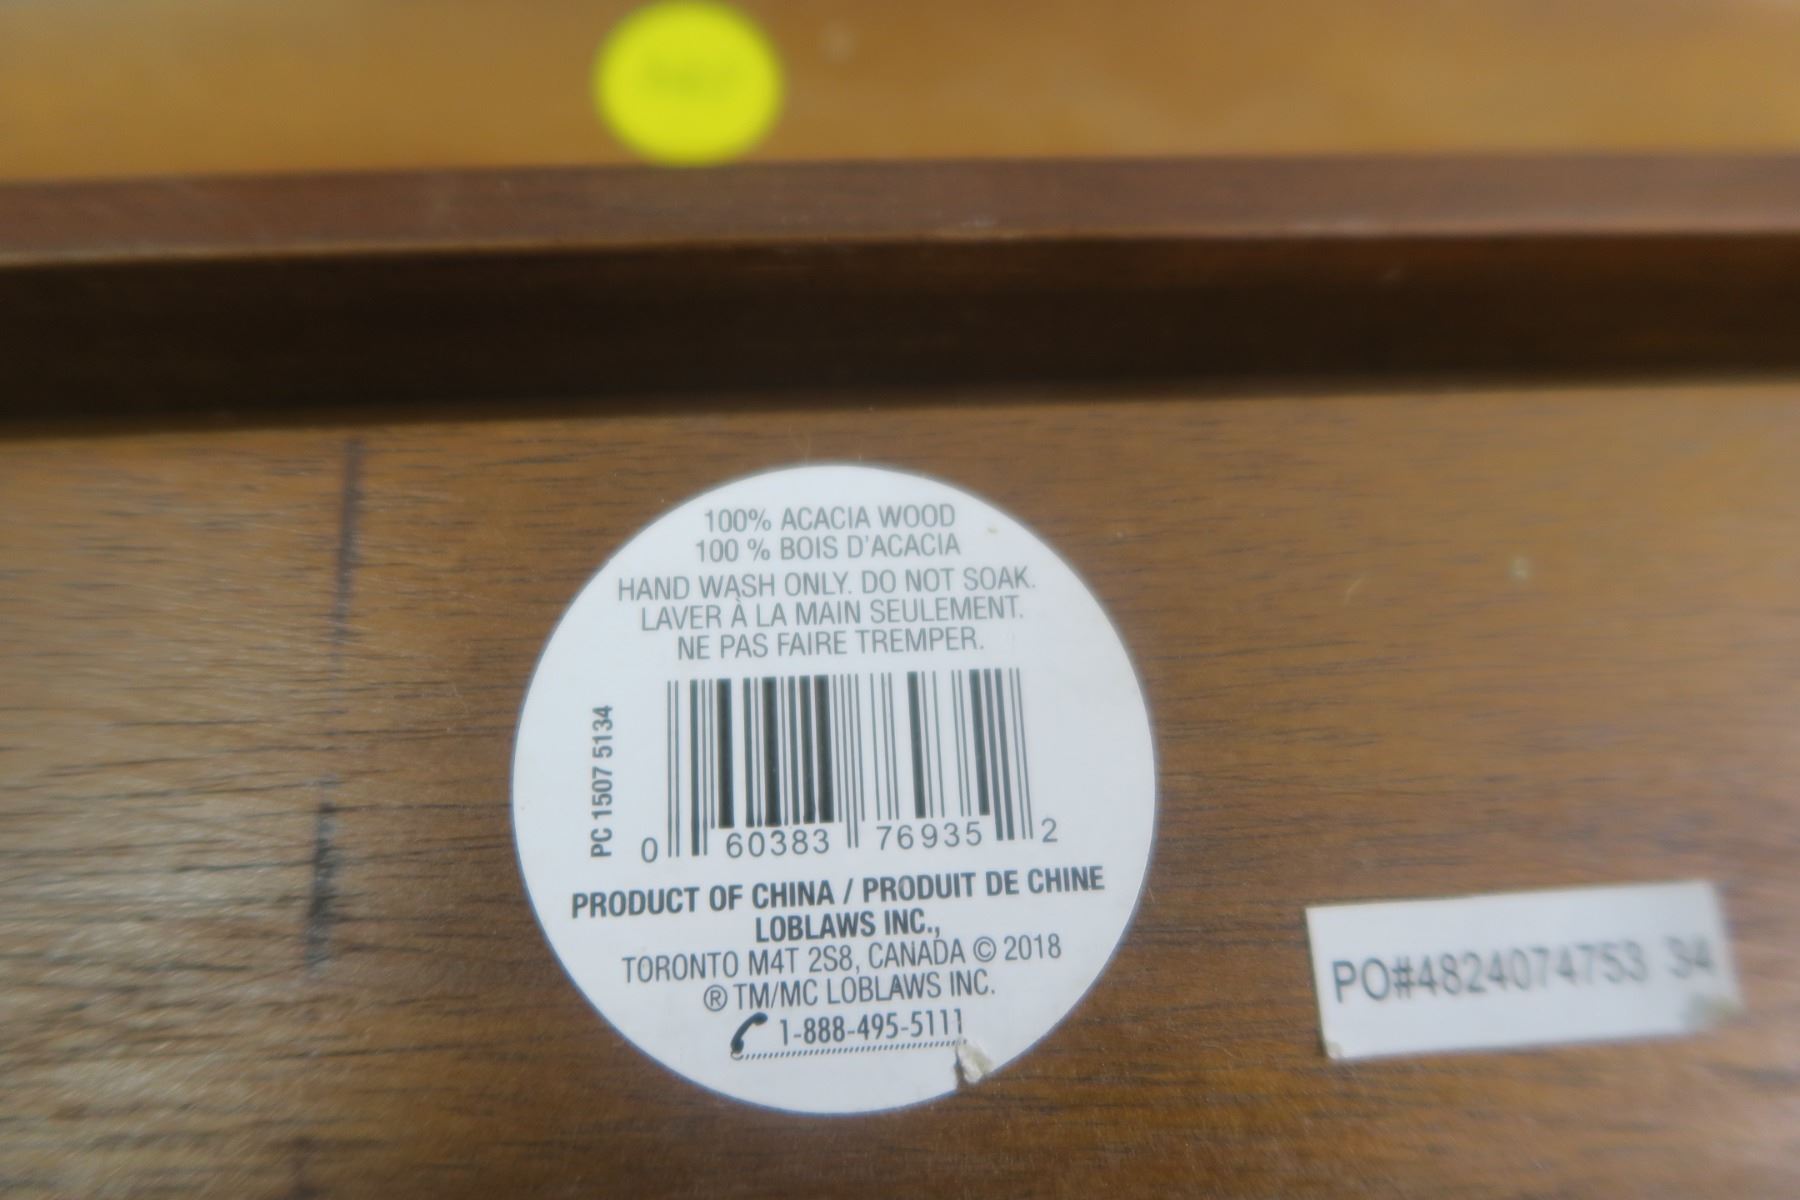 100% ACACIA WOOD
100 % BOIS D'ACACIA
HAND WASH ONLY. DO NOT SOAK.
LAVER À LA MAIN SEULEMENT.
NE PAS FAIRE TREMPER.
PC 1507 5134
0 60383 76935 2
PRODUCT OF CHINA / PRODUIT DE CHINE
LOBLAWS INC.,
TORONTO M4T 2S8, CANADA © 2018
® TM/MC LOBLAWS INC.
1-888-495-5111
PO#4824074753 34